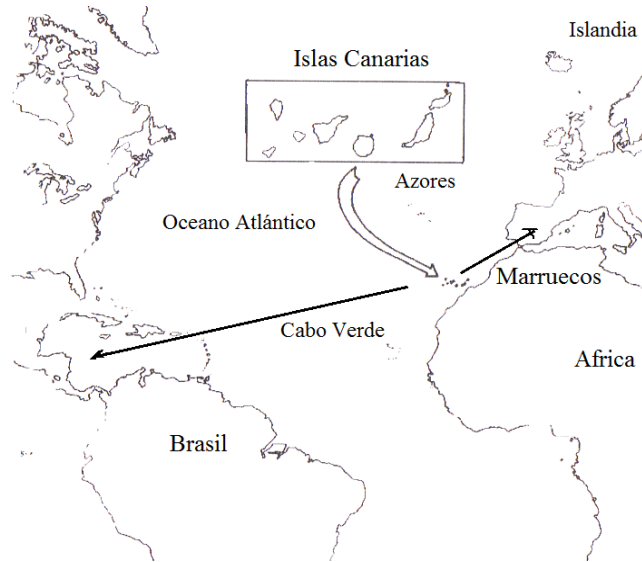 Islandia
Islas Canarias
Azores
Oceano Atlántico
Marruecos
Cabo Verde
Africa
Brasil